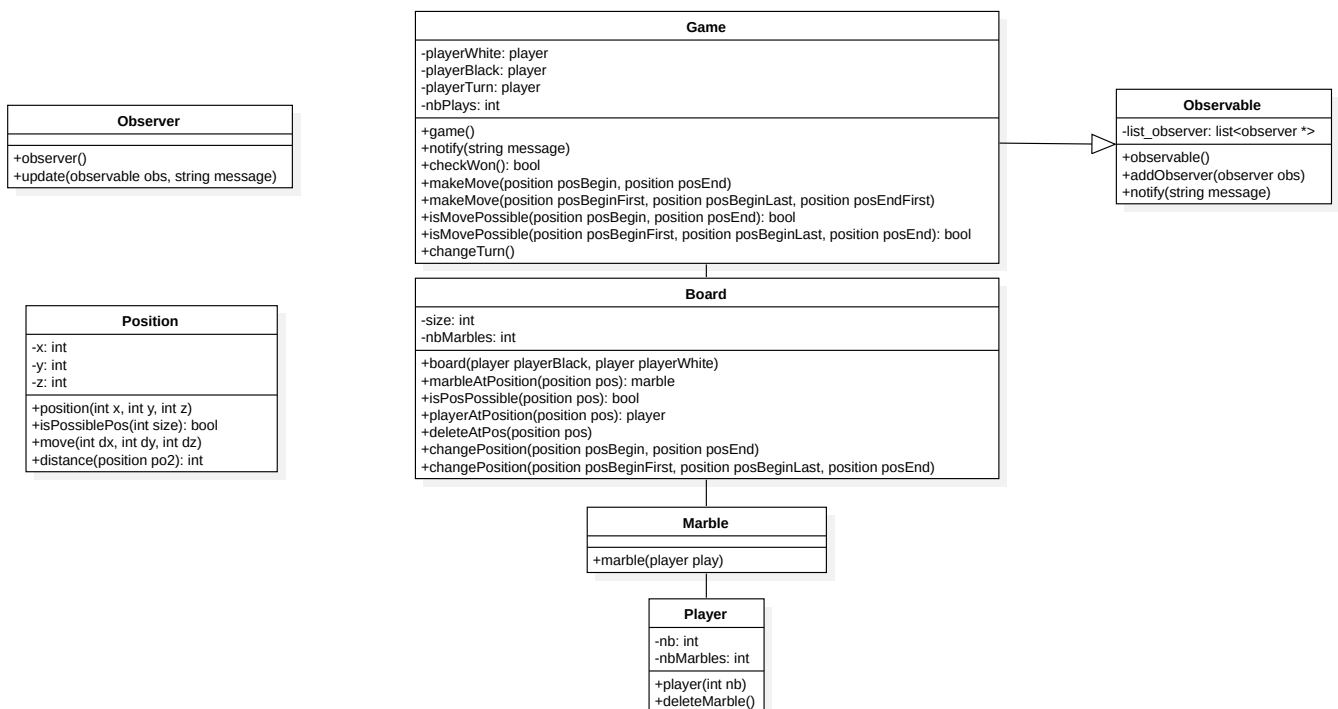 Game
-playerWhite: player
-playerBlack: player
-playerTurn: player
-nbPlays: int
+game()
+notify(string message)
+checkWon(): bool
+makeMove(position posBegin, position posEnd)
+makeMove(position posBeginFirst, position posBeginLast, position posEndFirst)
+isMovePossible(position posBegin, position posEnd): bool
+isMovePossible(position posBeginFirst, position posBeginLast, position posEnd): bool
+changeTurn()
Observer
+observer()
+update(observable obs, string message)
Observable
-list_observer: list<observer *>
+observable()
+addObserver(observer obs)
+notify(string message)
Position
-x: int
-y: int
-z: int
+position(int x, int y, int z)
+isPossiblePos(int size): bool
+move(int dx, int dy, int dz)
+distance(position po2): int
Board
-size: int
-nbMarbles: int
+board(player playerBlack, player playerWhite)
+marbleAtPosition(position pos): marble
+isPosPossible(position pos): bool
+playerAtPosition(position pos): player
+deleteAtPos(position pos)
+changePosition(position posBegin, position posEnd)
+changePosition(position posBeginFirst, position posBeginLast, position posEnd)
Marble
+marble(player play)
Player
-nb: int
-nbMarbles: int
+player(int nb)
+deleteMarble()